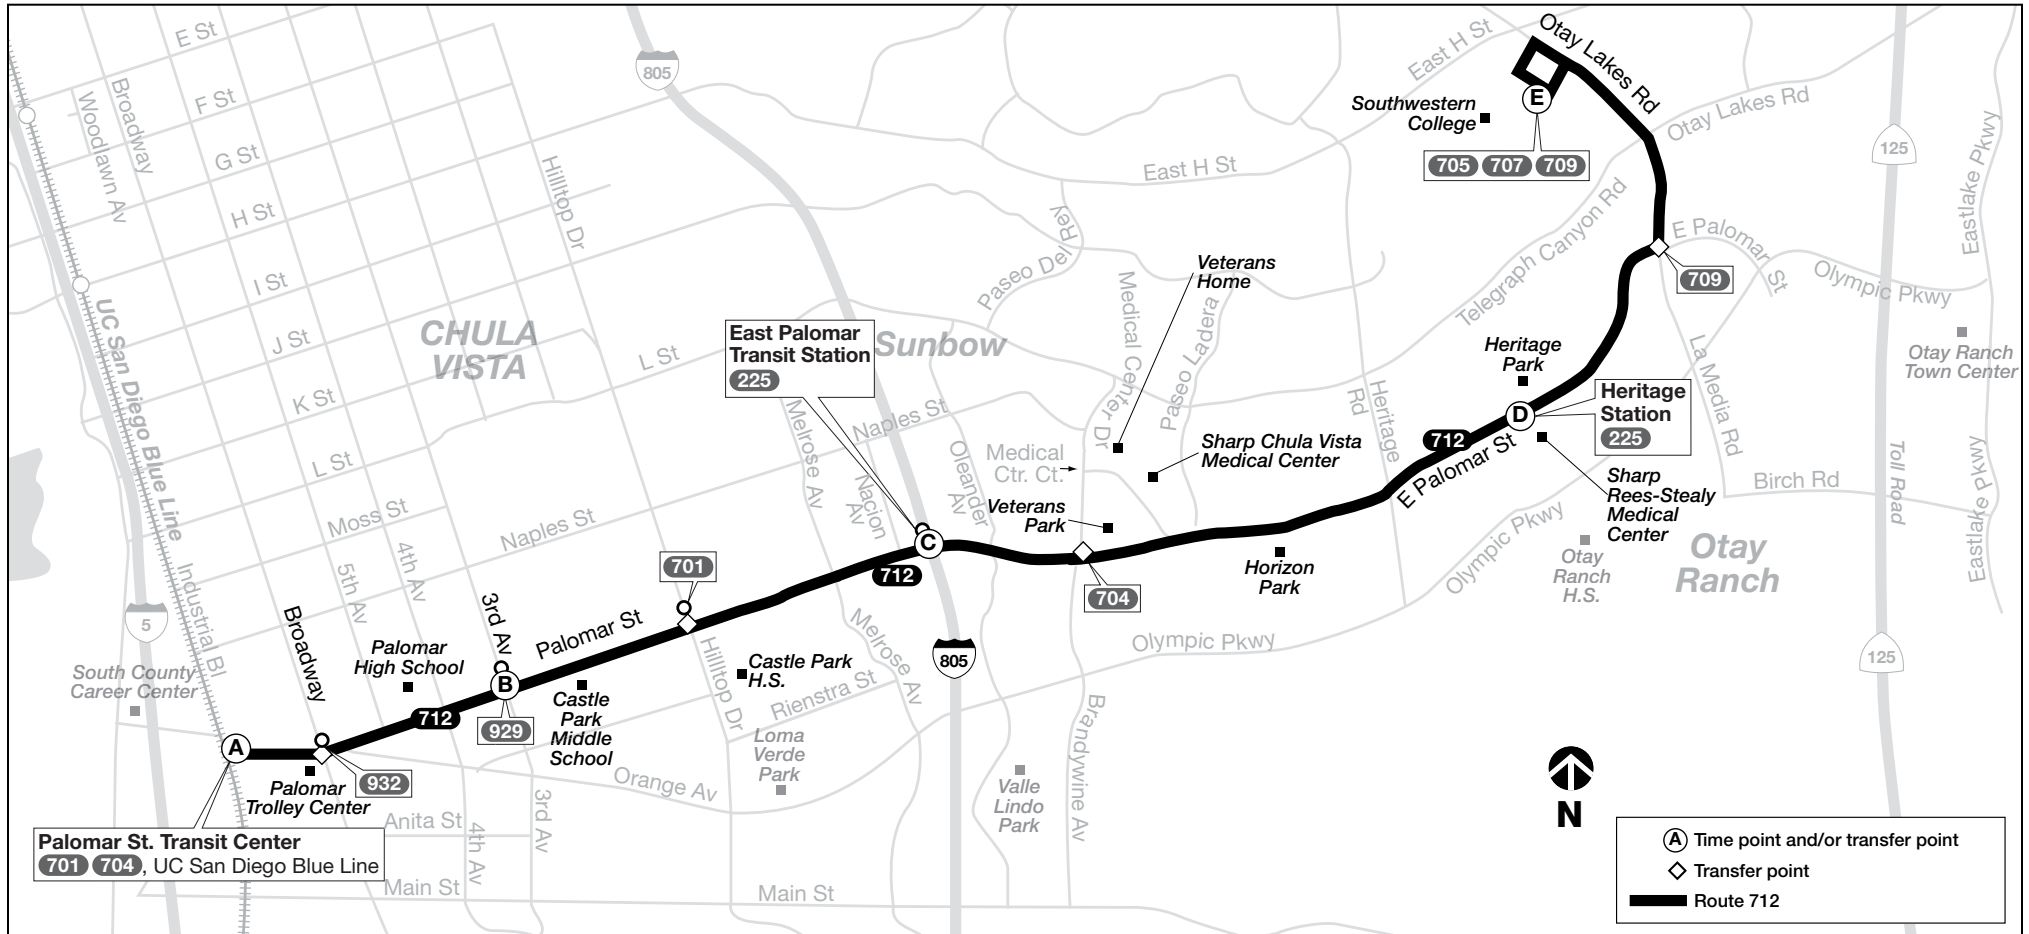 E St
Broadway
Woodlawn Av
F St
G St
H St
I St
J St
K St
L St
Hilltop Dr
805
East H St
Otay Lakes Rd
E
Southwestern
College
705 707 709
Otay Lakes Rd
125
Eastlake Pkwy
East H St
Paseo Del
Rey
Veterans
Home
Medical Center Dr
Paseo Ladera
Telegraph Canyon Rd
E Palomar St
709
Olympic Pkwy
UC San Diego Blue Line
CHULA
VISTA
L St
East Palomar
Transit Station
225
Sunbow
Heritage
Park
Otay Ranch
Town Center
La Media Rd
Heritage
Rd
D
Heritage
Station
225
712
E Palomar St
Melrose Av
Naples St
Nacion
Av
Oleander
Av
Medical
Ctr. Ct.
Sharp Chula Vista
Medical Center
Veterans
Park
Sharp
Rees-Stealy
Medical
Center
Birch Rd
Toll Road
Eastlake Pkwy
Moss St
Naples St
4th Av
5th Av
Industrial Bl
C
712
701
704
Horizon
Park
Olympic Pkwy
Otay
Ranch
H.S.
Otay
Ranch
5
Broadway
3rd Av
Palomar St
Palomar
High School
South County
Career Center
B
929
712
Castle
Park
Middle
School
Hilltop Dr
Castle Park
H.S.
Rienstra St
Melrose Av
805
Olympic Pkwy
125
Loma
Verde
Park
Brandywine Av
A
932
Palomar
Trolley Center
Orange Av
Valle
Lindo
Park
N
Palomar St. Transit Center
701 704, UC San Diego Blue Line
Anita St
4th Av
3rd Av
Main St
Main St
A Time point and/or transfer point
Transfer point
Route 712